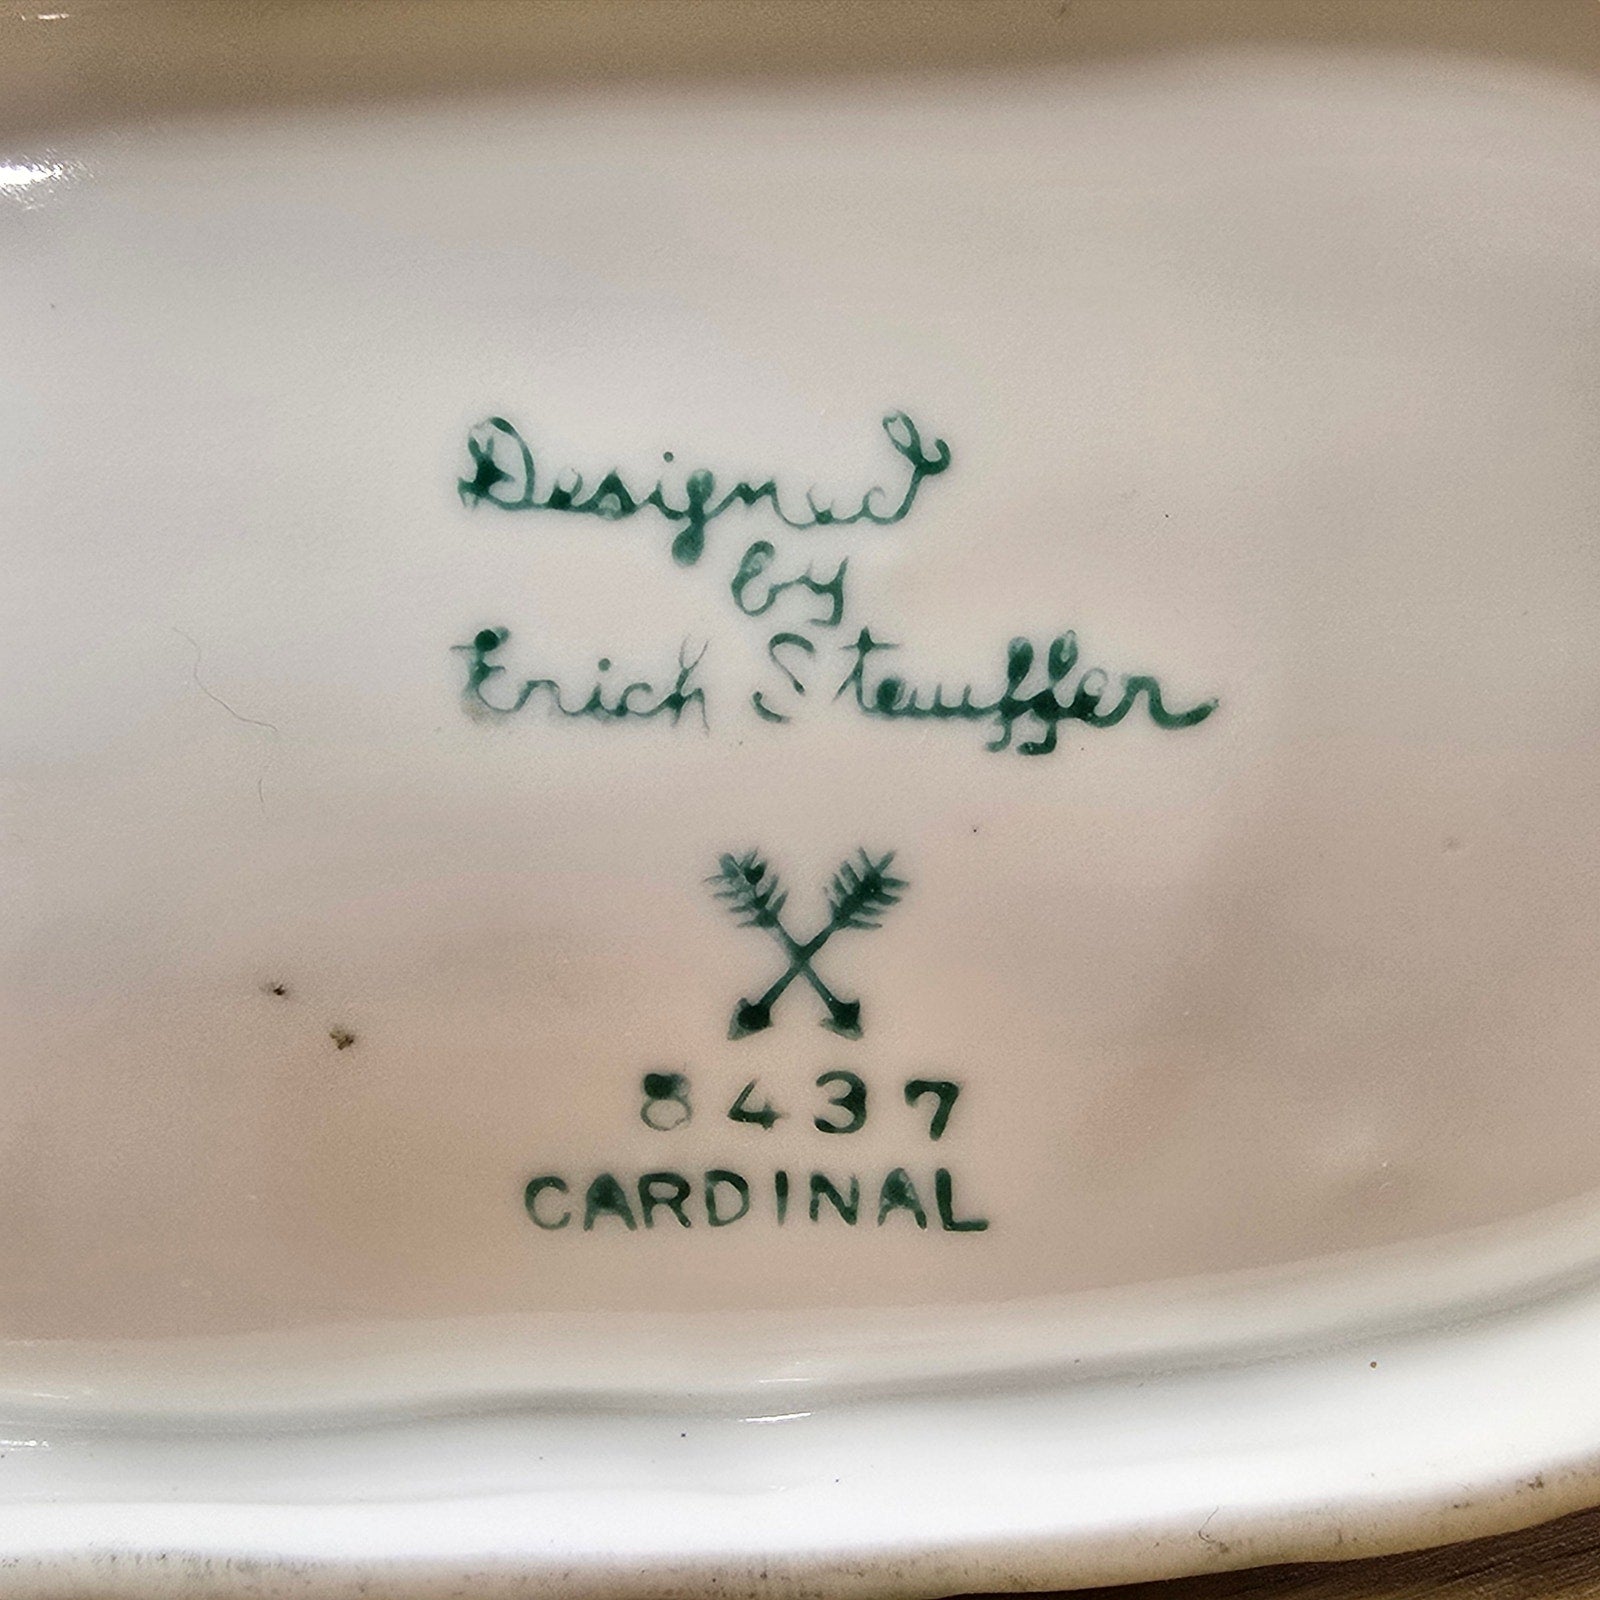 Designed
by
Erich Stauffer
8437
CARDINAL